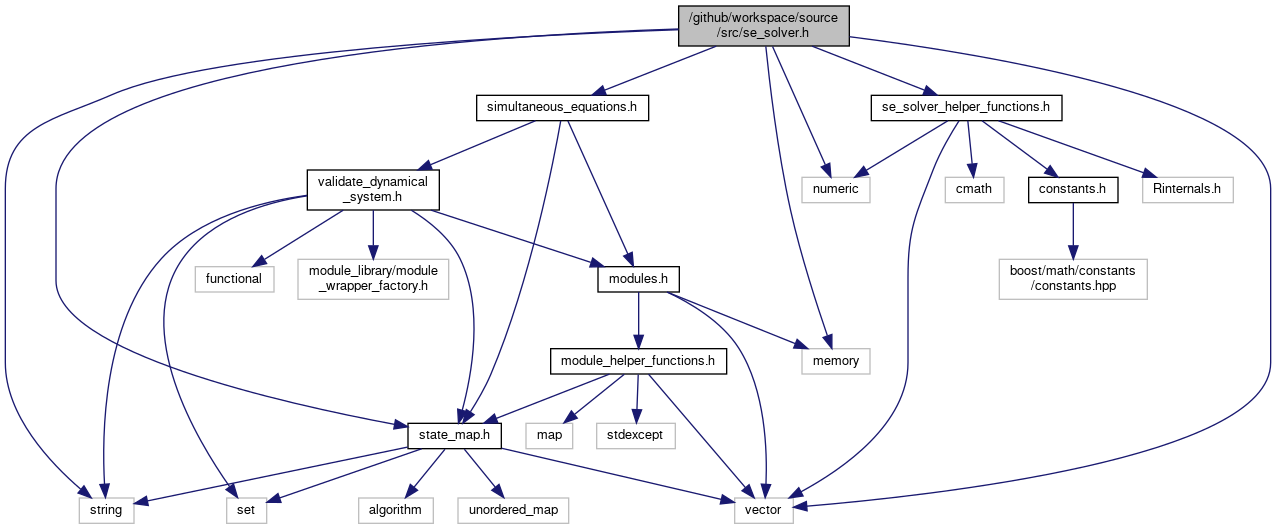 /github/workspace/source
/src/se_solver.h
simultaneous_equations.h
se_solver_helper_functions.h
validate_dynamical
_system.h
numeric
cmath
constants.h
Rinternals.h
functional
module_library/module
_wrapper_factory.h
modules.h
boost/math/constants
/constants.hpp
module_helper_functions.h
memory
state_map.h
map
stdexcept
string
set
algorithm
unordered_map
vector